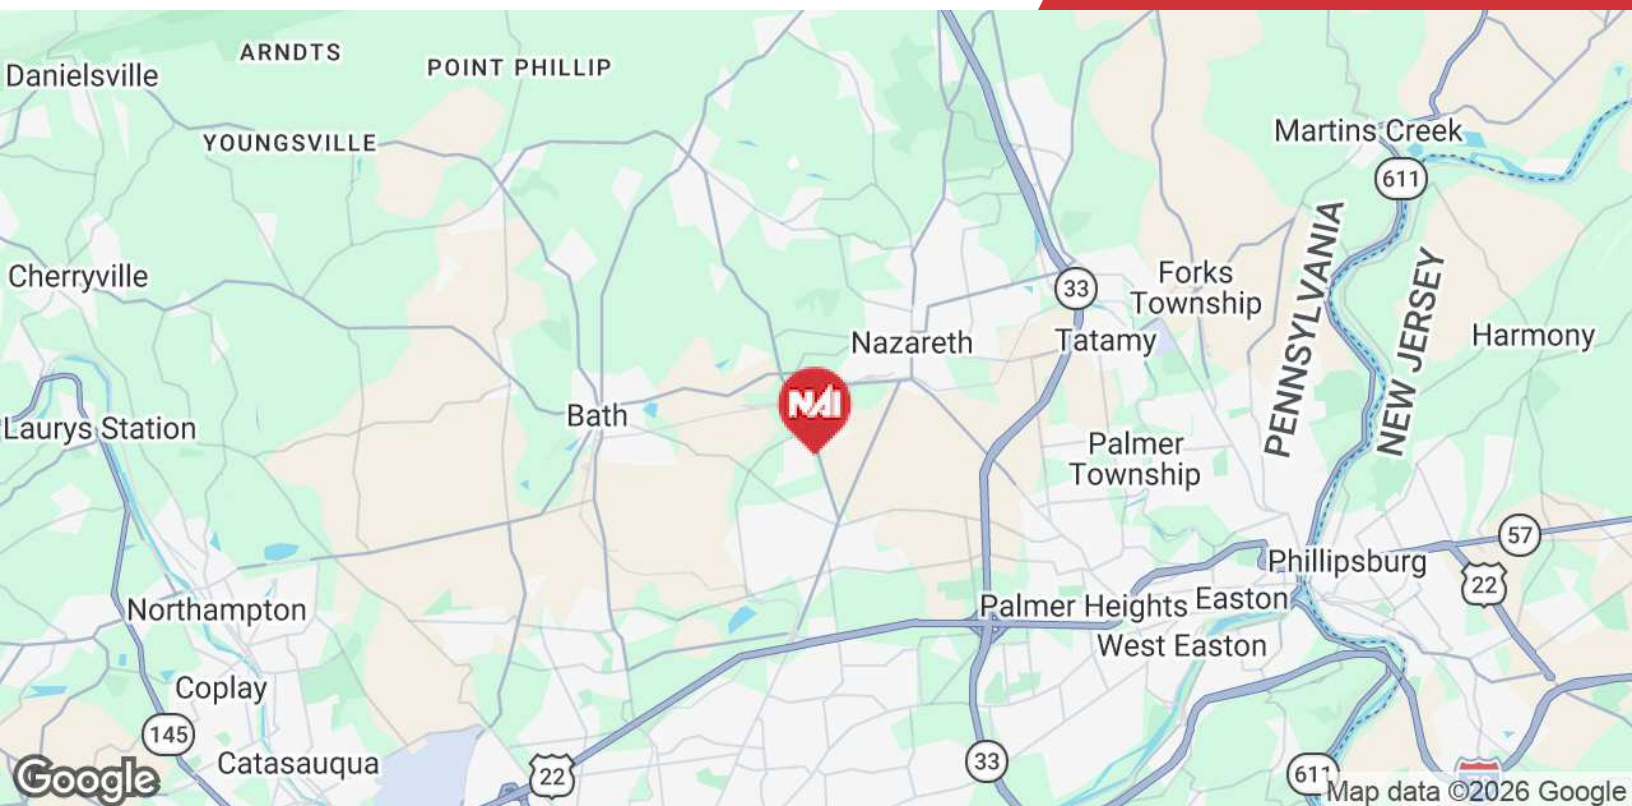 ARNDTS
Danielsville
POINT PHILLIP
YOUNGSVILLE
Martins Creek
611
PENNSYLVANIA
NEW JERSEY
Cherryville
33
Forks
Township
Nazareth
Tatamy
Harmony
NAI
Bath
Laurys Station
Palmer
Township
57
Phillipsburg
22
Northampton
Palmer Heights
Easton
West Easton
Coplay
145
Catasauqua
22
33
611
Google
Map data ©2026 Google